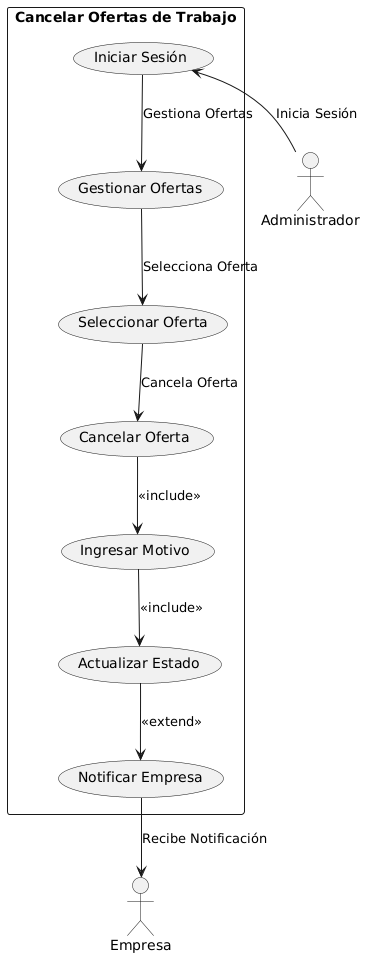 Cancelar Ofertas de Trabajo
Iniciar Sesión
Gestiona Ofertas
Inicia Sesión
Gestionar Ofertas
Administrador
Selecciona Oferta
Seleccionar Oferta
Cancela Oferta
Cancelar Oferta
«include»
Ingresar Motivo
«include»
Actualizar Estado
«extend»
Notificar Empresa
Recibe Notificación
Empresa